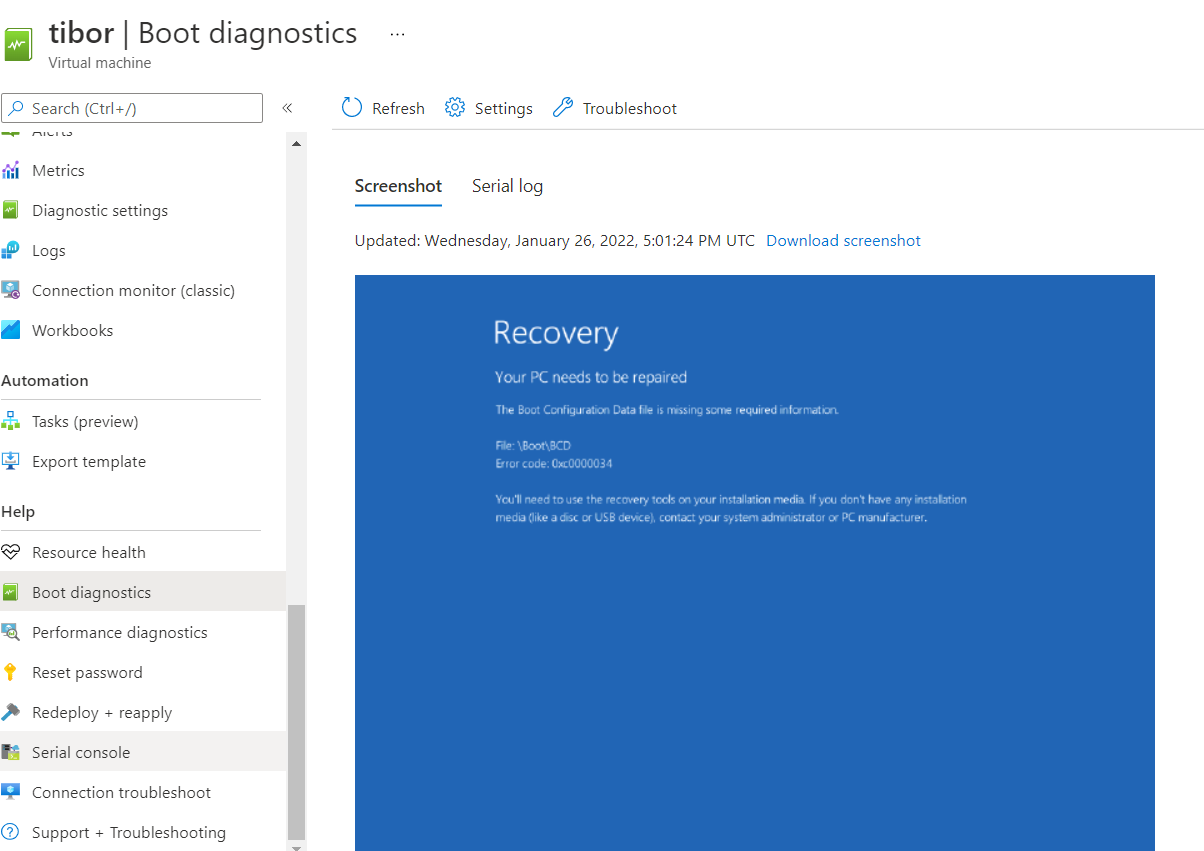 tibor | Boot diagnostics ...
Virtual machine
Search (Ctrl+/)
«
Refresh
Settings
Troubleshoot
Alerts
Metrics
Diagnostic settings
Logs
Connection monitor (classic)
Workbooks
Automation
Tasks (preview)
Export template
Help
Resource health
Boot diagnostics
Performance diagnostics
Reset password
Redeploy + reapply
Serial console
Connection troubleshoot
Support + Troubleshooting
Screenshot
Serial log
Updated: Wednesday, January 26, 2022, 5:01:24 PM UTC Download screenshot
Recovery
Your PC needs to be repaired
The Boot Configuration Data file is missing some required information.
File: \Boot\BCD
Error code: 0xc0000034
You'll need to use the recovery tools on your installation media. If you don't have any installation
media (like a disc or USB device), contact your system administrator or PC manufacturer.